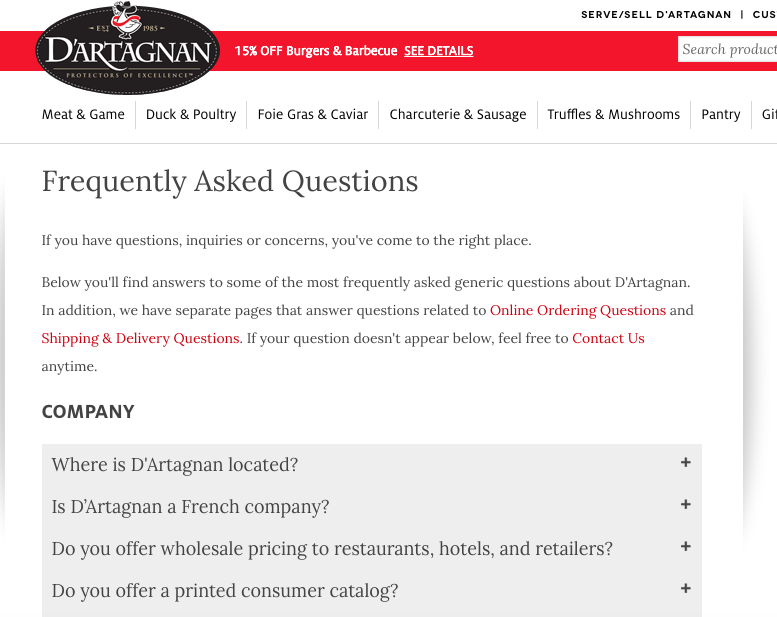 SERVE/SELL D'ARTAGNAN | CUS
EST 1985
D'ARTAGNAN
PROTECTORS OF EXCELLENCE™
15% OFF Burgers & Barbecue SEE DETAILS
Search product
Meat & Game
Duck & Poultry
Foie Gras & Caviar
Charcuterie & Sausage
Truffles & Mushrooms
Pantry
Gif
Frequently Asked Questions
If you have questions, inquiries or concerns, you've come to the right place.
Below you'll find answers to some of the most frequently asked generic questions about D'Artagnan.
In addition, we have separate pages that answer questions related to Online Ordering Questions and
Shipping & Delivery Questions. If your question doesn't appear below, feel free to Contact Us
anytime.
COMPANY
Where is D'Artagnan located? +
Is D’Artagnan a French company? +
Do you offer wholesale pricing to restaurants, hotels, and retailers? +
Do you offer a printed consumer catalog? +